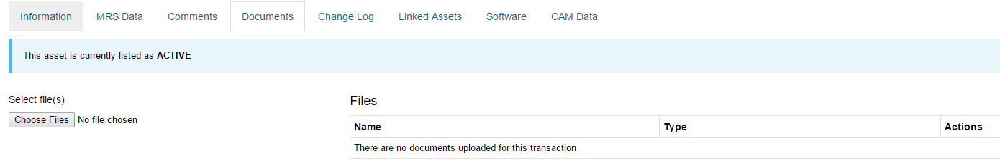 Information MRS Data Comments Documents Change Log Linked Assets Software CAM Data
This asset is currently listed as ACTIVE
Select file(s)
Choose Files No file chosen
Files
Name Type Actions
There are no documents uploaded for this transaction